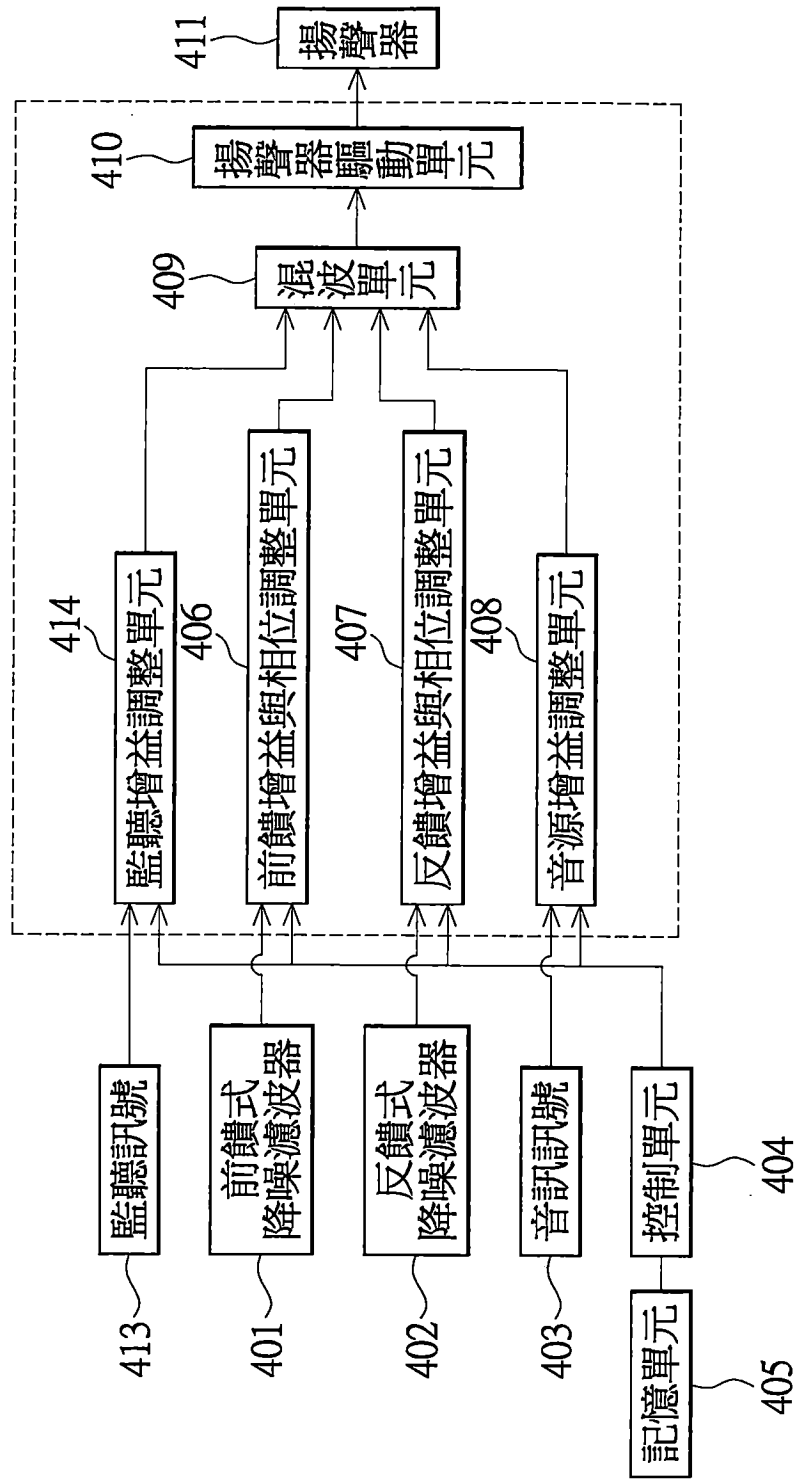 413
監聽訊號
401
前饋式
降噪濾波器
402
反饋式
降噪濾波器
403
音訊訊號
404
控制單元
405
記憶單元
414
監聽增益調整單元
406
前饋增益與相位調整單元
407
反饋增益與相位調整單元
408
音源增益調整單元
409
混波單元
410
揚聲器驅動單元
411
揚聲器